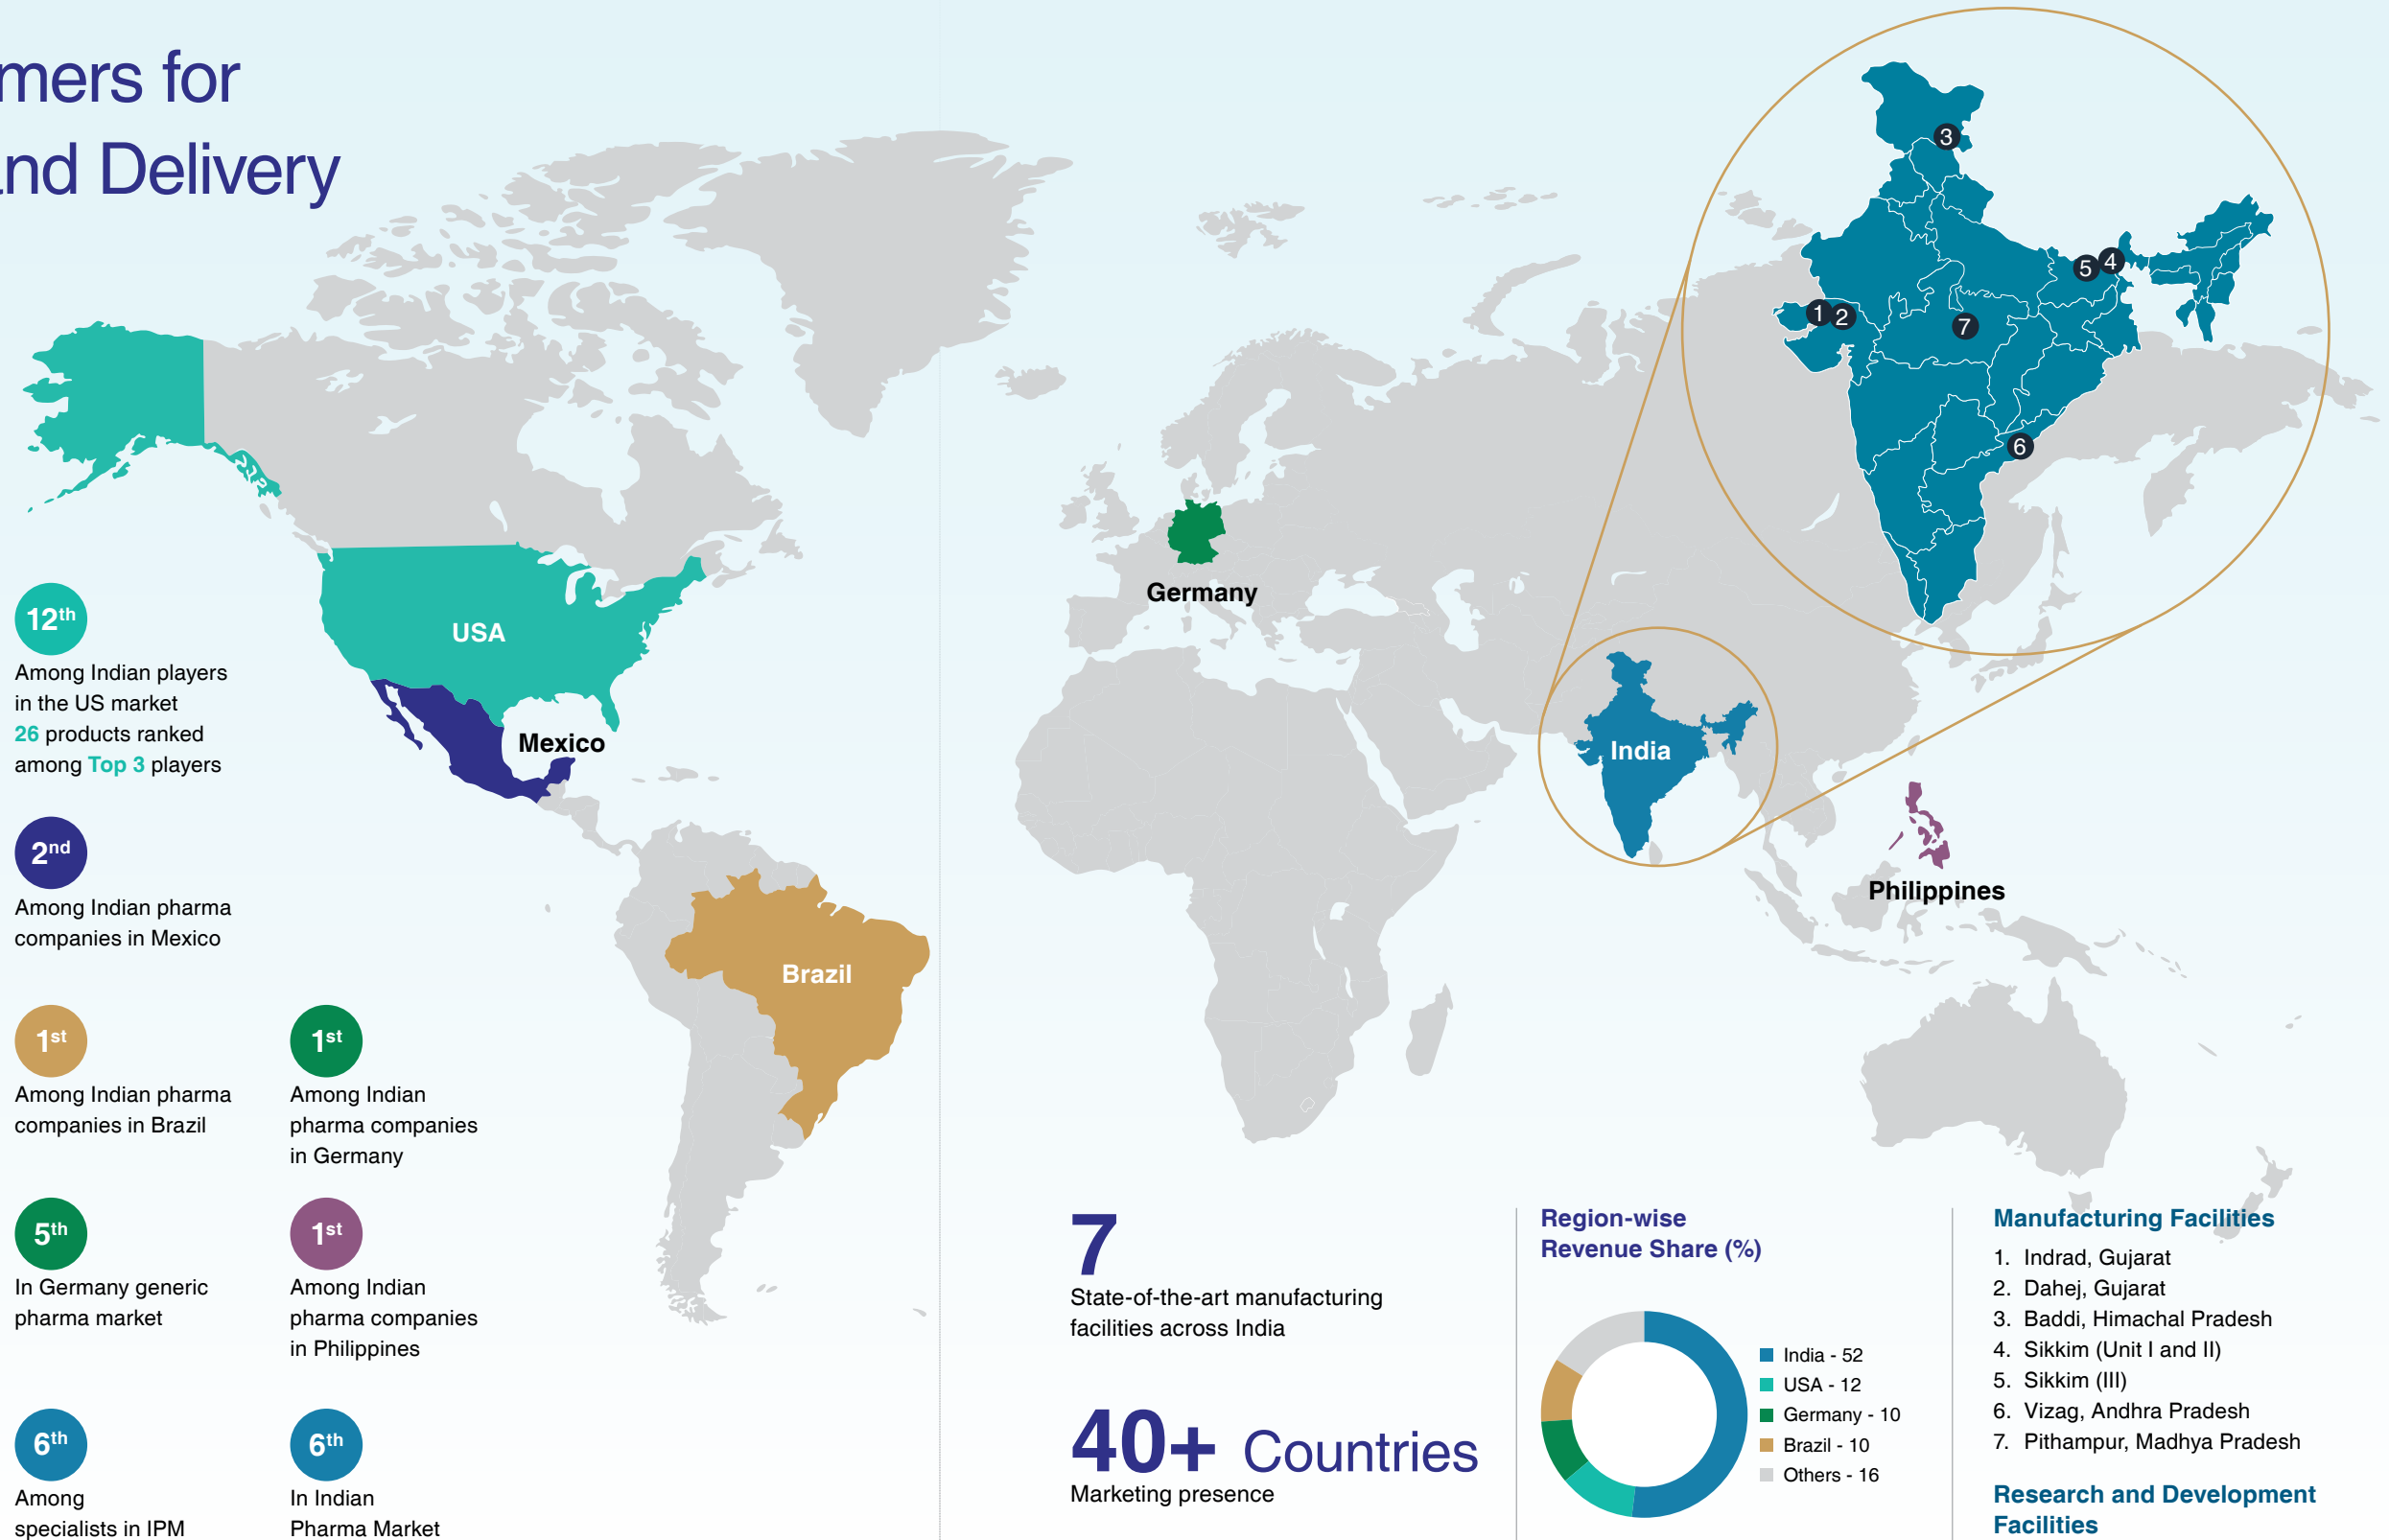 mers for
and Delivery
3
5 4
1 2
7
6
Germany
USA
Mexico
India
Philippines
Brazil
12th
Among Indian players
in the US market
26 products ranked
among Top 3 players
2nd
Among Indian pharma
companies in Mexico
1st
Among Indian pharma
companies in Brazil
1st
Among Indian
pharma companies
in Germany
5th
In Germany generic
pharma market
1st
Among Indian
pharma companies
in Philippines
6th
Among
specialists in IPM
6th
In Indian
Pharma Market
7
State-of-the-art manufacturing
facilities across India
40+ Countries
Marketing presence
Region-wise
Revenue Share (%)
India - 52
USA - 12
Germany - 10
Brazil - 10
Others - 16
Manufacturing Facilities
1. Indrad, Gujarat
2. Dahej, Gujarat
3. Baddi, Himachal Pradesh
4. Sikkim (Unit I and II)
5. Sikkim (III)
6. Vizag, Andhra Pradesh
7. Pithampur, Madhya Pradesh
Research and Development
Facilities